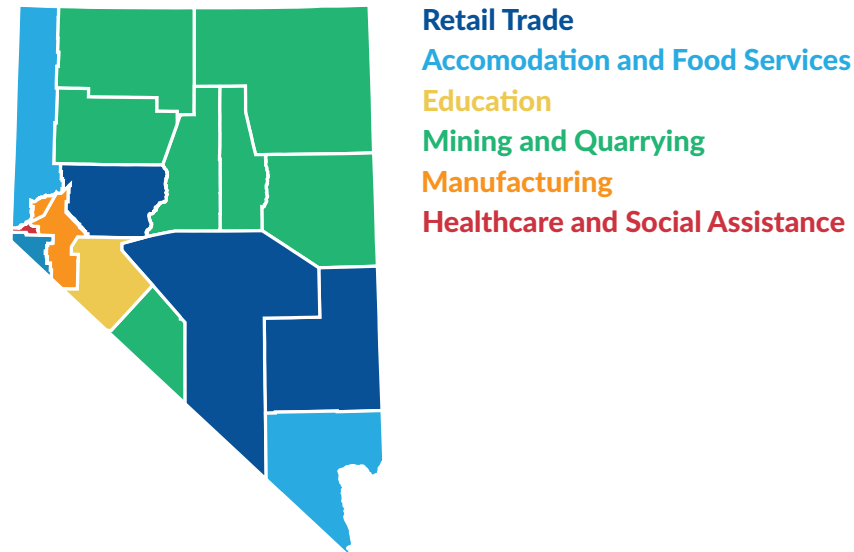 Retail Trade
Accomodation and Food Services
Education
Mining and Quarrying
Manufacturing
Healthcare and Social Assistance